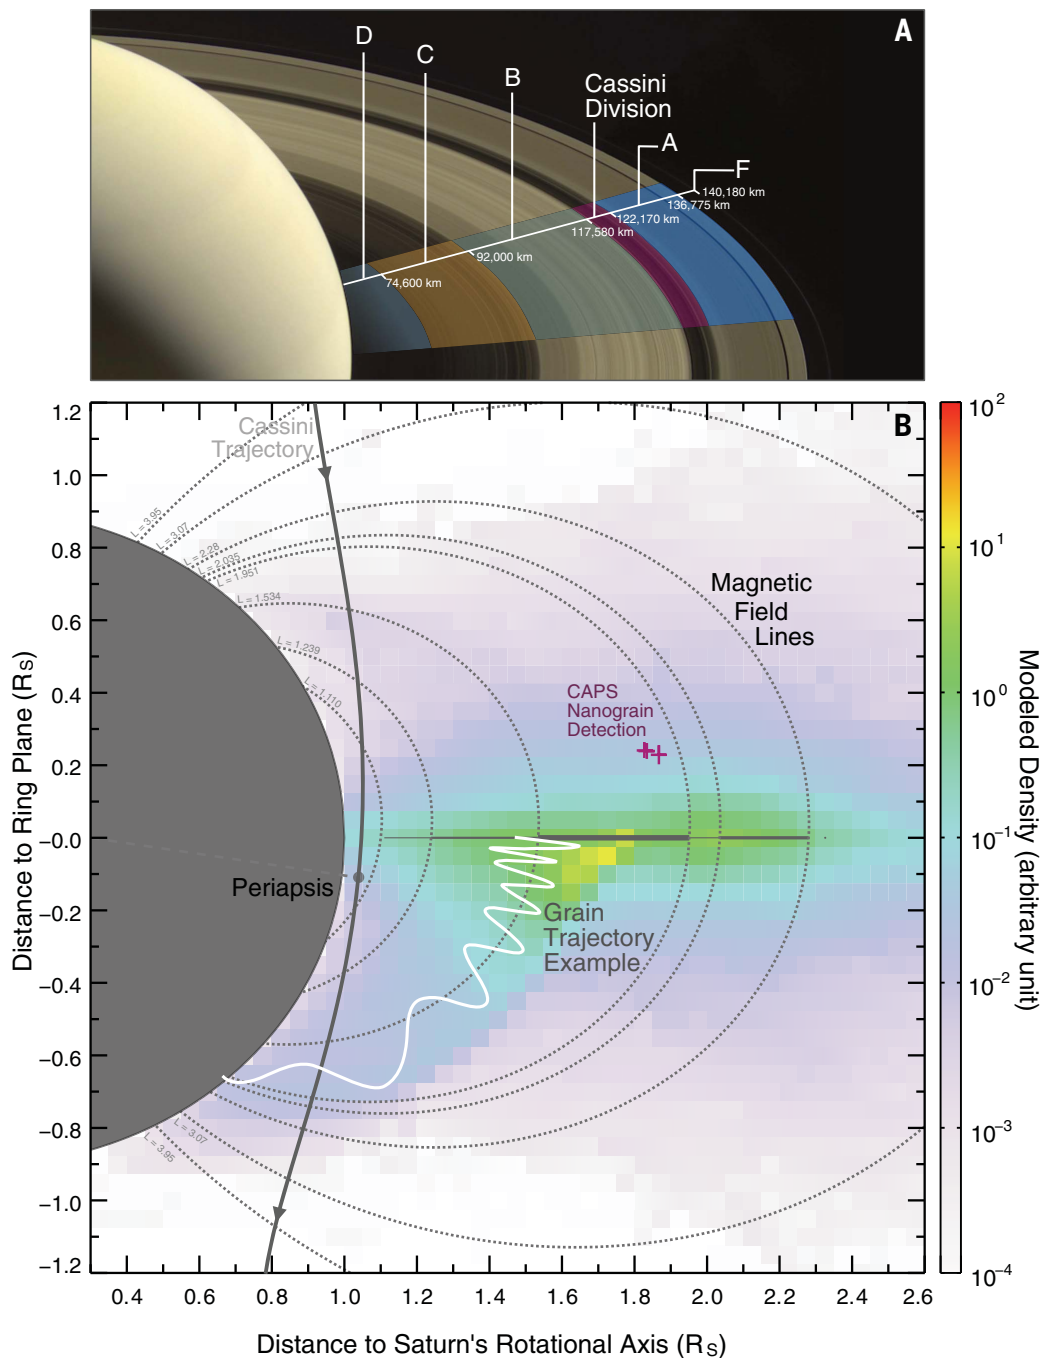 A
D
C
B
Cassini
Division
A
F
140,180 km
136,775 km
122,170 km
117,580 km
92,000 km
74,600 km
B
Cassini
Trajectory
L = 3.95
L = 3.07
L = 2.28
L = 2.035
L = 1.951
L = 1.534
L = 1.239
L = 1.110
Magnetic
Field
Lines
CAPS
Nanograin
Detection
Periapsis
Grain
Trajectory
Example
L = 3.07
L = 3.95
1.2
1.0
0.8
0.6
0.4
0.2
−0.0
−0.2
−0.4
−0.6
−0.8
−1.0
−1.2
Distance to Ring Plane (RS)
0.4 0.6 0.8 1.0 1.2 1.4 1.6 1.8 2.0 2.2 2.4 2.6
Distance to Saturn's Rotational Axis (RS)
10²
10¹
10⁰
10⁻¹
10⁻²
10⁻³
10⁻⁴
Modeled Density (arbitrary unit)